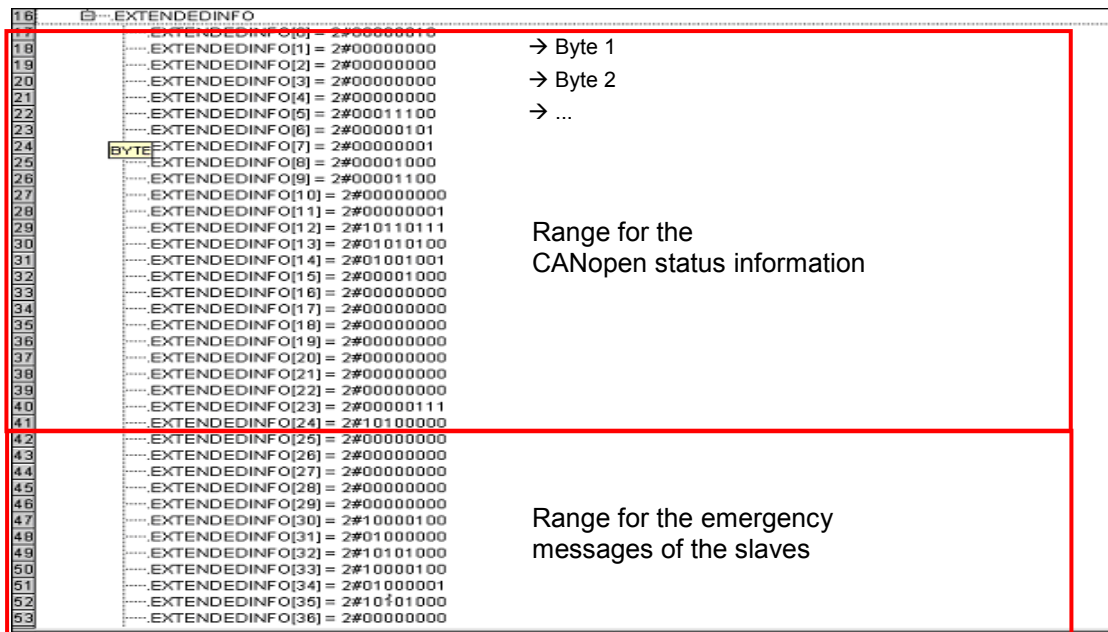 16 .EXTENDEDINFO
17 .EXTENDEDINFO[0] = 2#00000010
18 .EXTENDEDINFO[1] = 2#00000000 → Byte 1
19 .EXTENDEDINFO[2] = 2#00000000
20 .EXTENDEDINFO[3] = 2#00000000 → Byte 2
21 .EXTENDEDINFO[4] = 2#00000000
22 .EXTENDEDINFO[5] = 2#00011100 → ...
23 .EXTENDEDINFO[6] = 2#00000101
24 BYTE EXTENDEDINFO[7] = 2#00000001
25 .EXTENDEDINFO[8] = 2#00001000
26 .EXTENDEDINFO[9] = 2#00001100
27 .EXTENDEDINFO[10] = 2#00000000
28 .EXTENDEDINFO[11] = 2#00000001
29 .EXTENDEDINFO[12] = 2#10110111
30 .EXTENDEDINFO[13] = 2#01010100
31 .EXTENDEDINFO[14] = 2#01001001
32 .EXTENDEDINFO[15] = 2#00001000
33 .EXTENDEDINFO[16] = 2#00000000
34 .EXTENDEDINFO[17] = 2#00000000
35 .EXTENDEDINFO[18] = 2#00000000
36 .EXTENDEDINFO[19] = 2#00000000
37 .EXTENDEDINFO[20] = 2#00000000
38 .EXTENDEDINFO[21] = 2#00000000
39 .EXTENDEDINFO[22] = 2#00000000
40 .EXTENDEDINFO[23] = 2#00000111
41 .EXTENDEDINFO[24] = 2#10100000
Range for the
CANopen status information
42 .EXTENDEDINFO[25] = 2#00000000
43 .EXTENDEDINFO[26] = 2#00000000
44 .EXTENDEDINFO[27] = 2#00000000
45 .EXTENDEDINFO[28] = 2#00000000
46 .EXTENDEDINFO[29] = 2#00000000
47 .EXTENDEDINFO[30] = 2#10000100
48 .EXTENDEDINFO[31] = 2#01000000
49 .EXTENDEDINFO[32] = 2#10101000
50 .EXTENDEDINFO[33] = 2#10000100
51 .EXTENDEDINFO[34] = 2#01000001
52 .EXTENDEDINFO[35] = 2#10101000
53 .EXTENDEDINFO[36] = 2#00000000
Range for the emergency
messages of the slaves